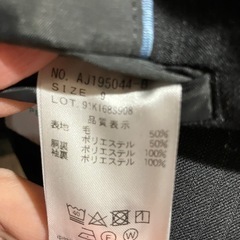 NO. AJ195044
SIZE 9
LOT. 91K16BS908
品質表示
表地 毛 50%
ポリエステル 50%
胴裏 ポリエステル 100%
袖裏 ポリエステル 100%